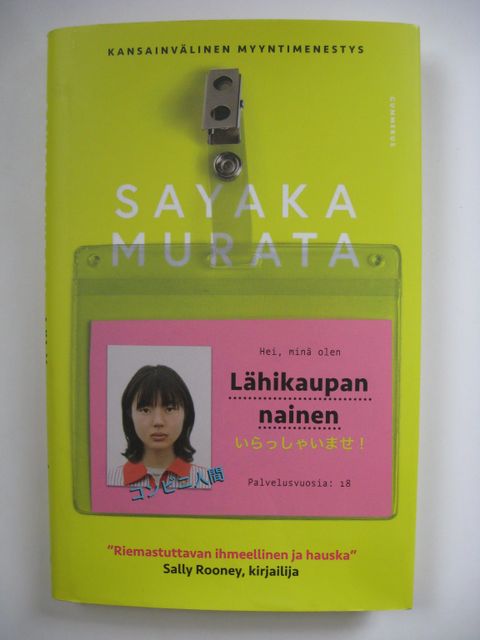 KANSAINVÄLINEN MYYNTIMENESTYS
GUMMERUS
SAYAKA
MURATA
Hei, minä olen
Lähikaupan
nainen
いらっしゃいませ！
コンビニ人間
Palvelusvuosia: 18
”Riemastuttavan ihmeellinen ja hauska”
Sally Rooney, kirjailija